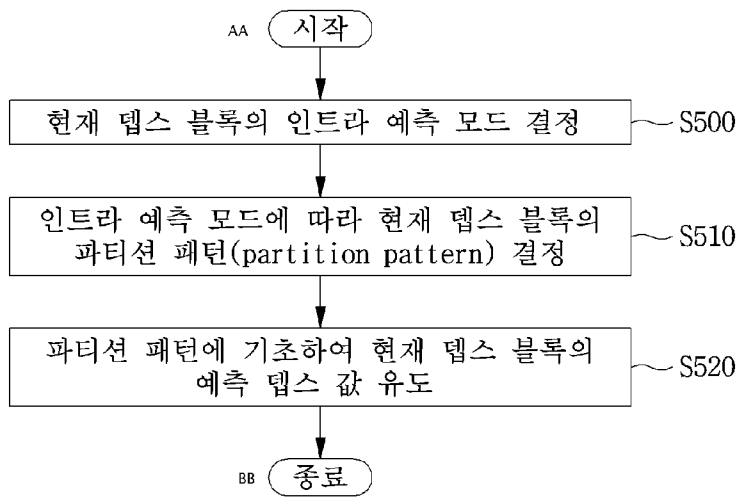 AA 시작
현재 뎁스 블록의 인트라 예측 모드 결정 S500
인트라 예측 모드에 따라 현재 뎁스 블록의
파티션 패턴(partition pattern) 결정 S510
파티션 패턴에 기초하여 현재 뎁스 블록의
예측 뎁스 값 유도 S520
BB 종료